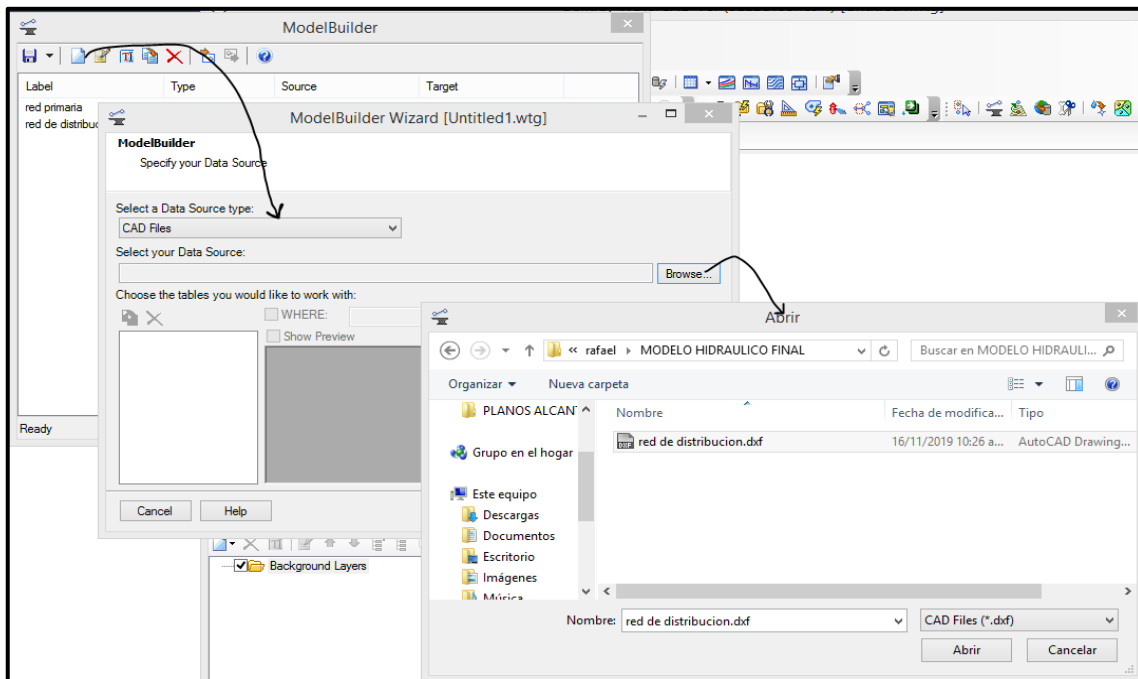 ModelBuilder
Label Type Source Target
red primaria
red de distribuc
Ready
ModelBuilder Wizard [Untitled1.wtg]
ModelBuilder
Specify your Data Source
Select a Data Source type:
CAD Files
Select your Data Source:
Browse...
Choose the tables you would like to work with:
WHERE:
Show Preview
Cancel Help
Abrir
« rafael MODELO HIDRAULICO FINAL Buscar en MODELO HIDRAULI...
Organizar Nueva carpeta
PLANOS ALCANT
Nombre Fecha de modifica... Tipo
red de distribucion.dxf 16/11/2019 10:26 a... AutoCAD Drawing...
Grupo en el hogar
Este equipo
Descargas
Documentos
Escritorio
Imágenes
Música
Nombre: red de distribucion.dxf CAD Files (*.dxf)
Abrir Cancelar
Background Layers